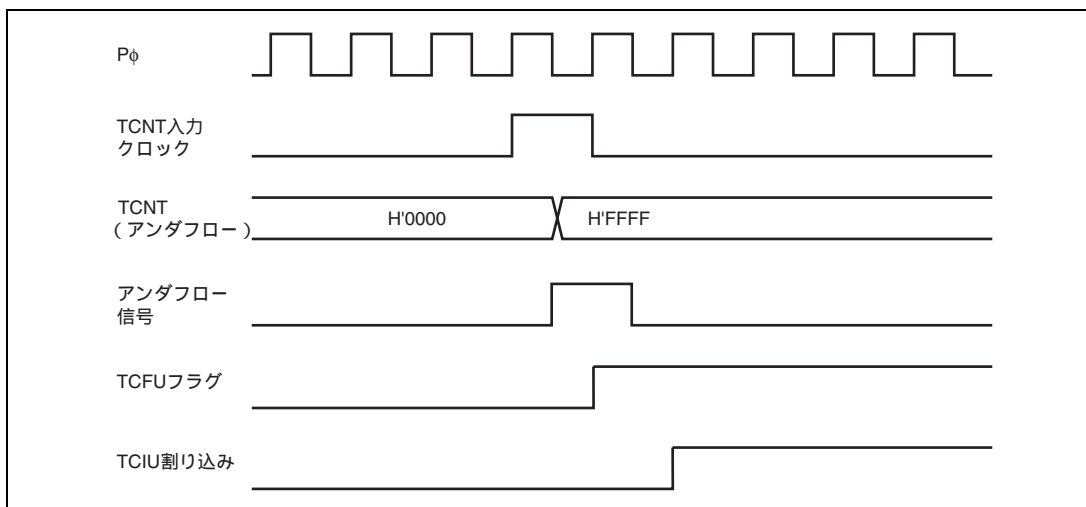 Pφ
TCNT入力
クロック
TCNT
(アンダフロー)
H'0000
H'FFFF
アンダフロー
信号
TCFUフラグ
TCIU割り込み